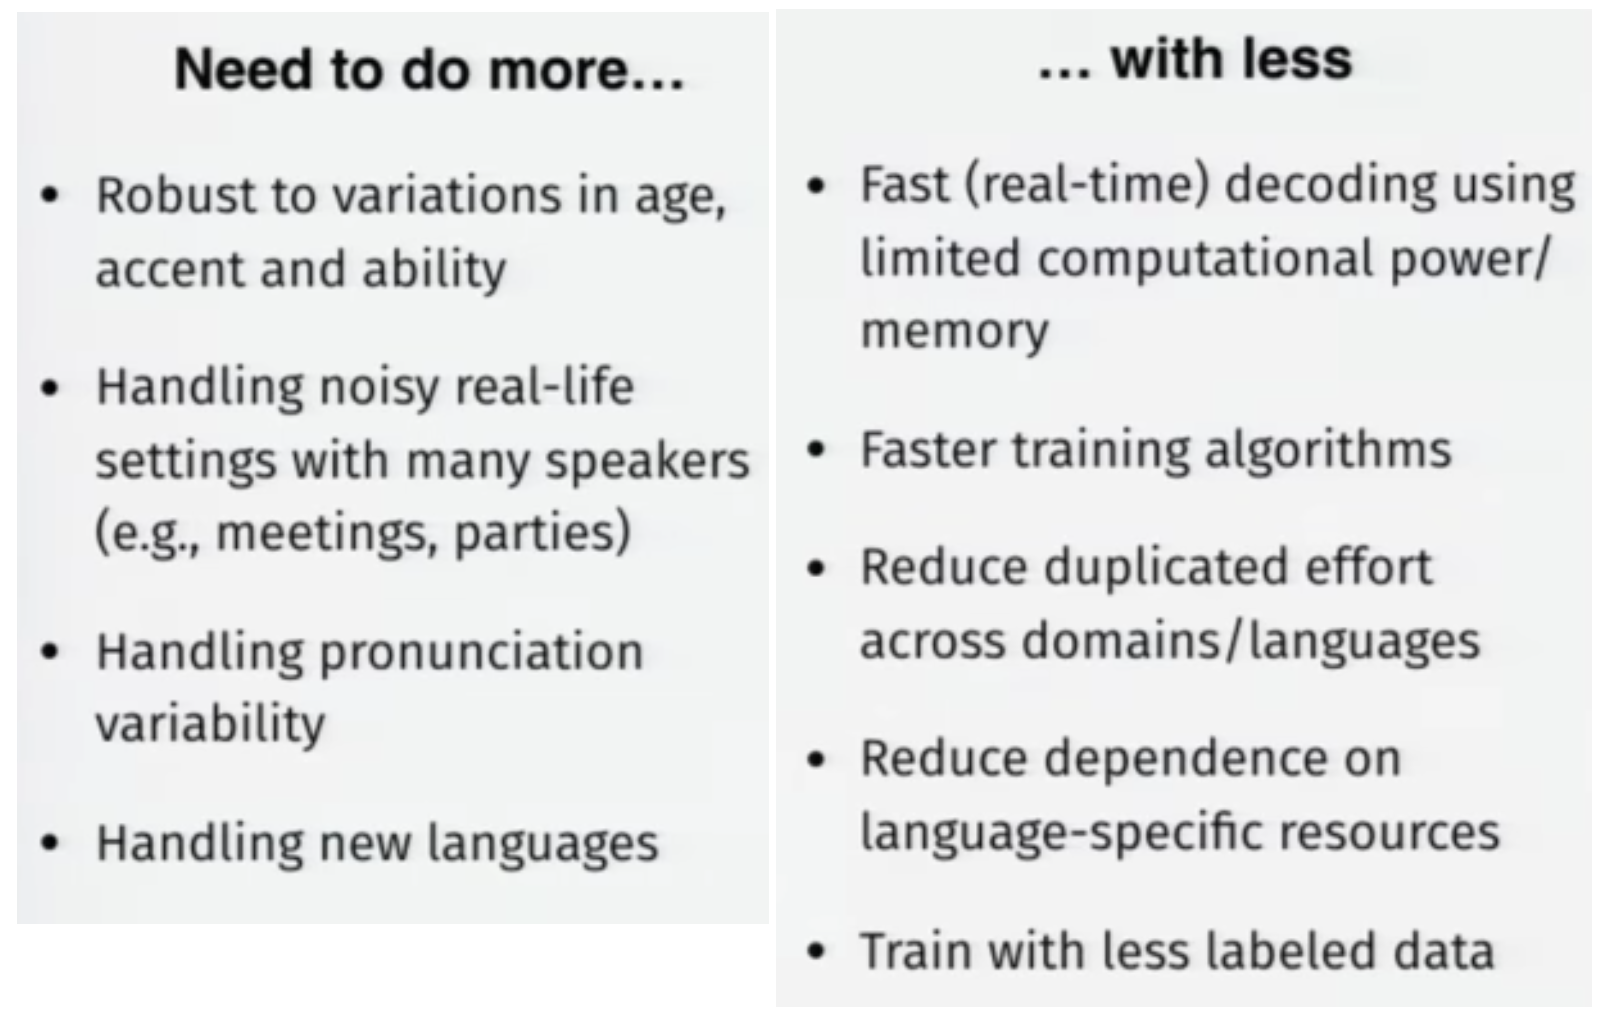 Need to do more...
• Robust to variations in age,
accent and ability
• Handling noisy real-life
settings with many speakers
(e.g., meetings, parties)
• Handling pronunciation
variability
• Handling new languages
... with less
• Fast (real-time) decoding using
limited computational power/
memory
• Faster training algorithms
• Reduce duplicated effort
across domains/languages
• Reduce dependence on
language-specific resources
• Train with less labeled data